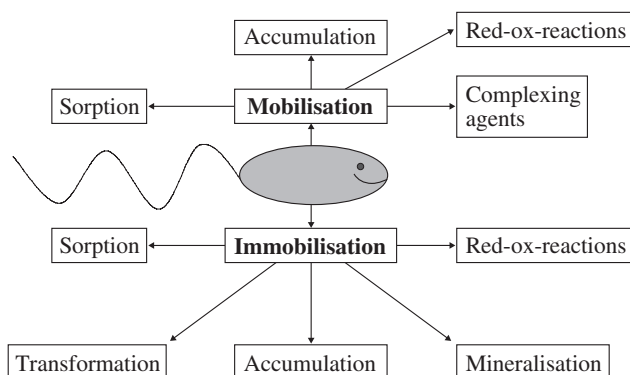 Accumulation
Red-ox-reactions
Sorption
Mobilisation
Complexing
agents
Sorption
Immobilisation
Red-ox-reactions
Transformation
Accumulation
Mineralisation